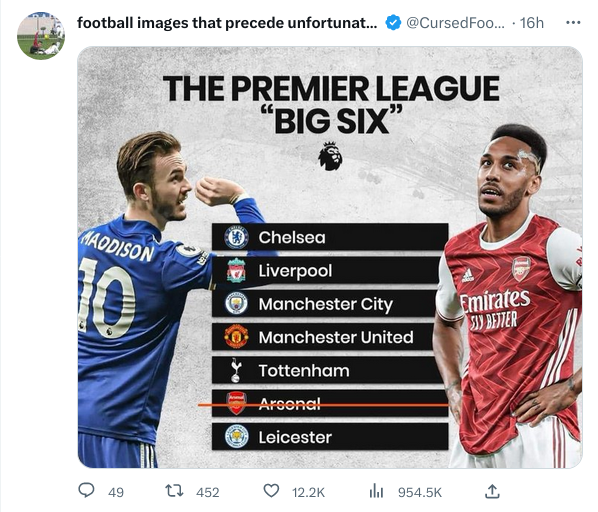 football images that precede unfortunat... @CursedFoo... · 16h
THE PREMIER LEAGUE
“BIG SIX”
MADDISON
10
Chelsea
Liverpool
Manchester City
Manchester United
Tottenham
Arsenal
Leicester
Arsenal
Emirates
FLY BETTER
49 452 12.2K 954.5K